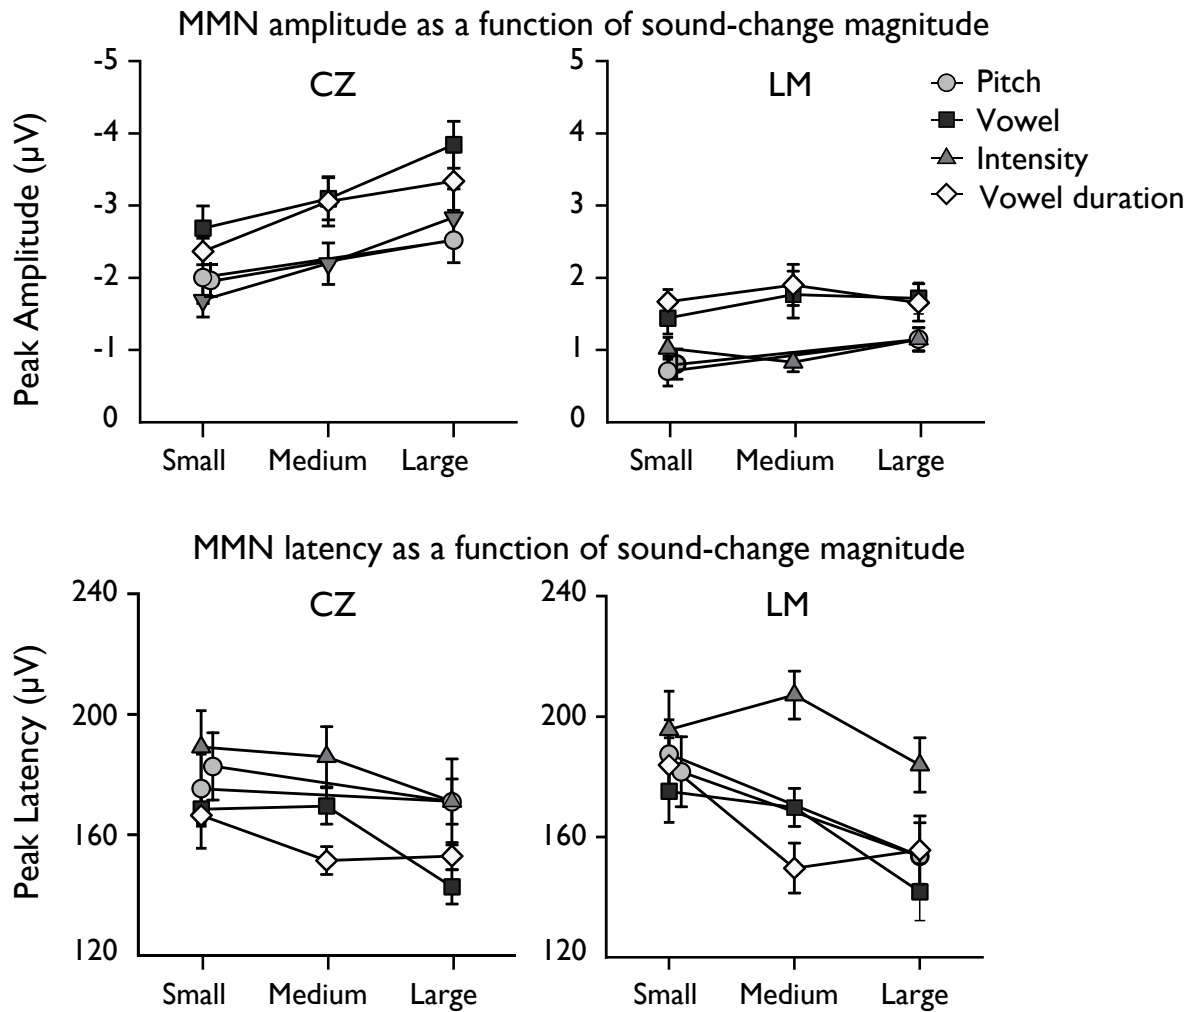 MMN amplitude as a function of sound-change magnitude
CZ
LM
Peak Amplitude (µV)
-5
-4
-3
-2
-1
0
Small Medium Large
5
4
3
2
1
0
Small Medium Large
Pitch
Vowel
Intensity
Vowel duration
MMN latency as a function of sound-change magnitude
CZ
LM
Peak Latency (µV)
240
200
160
120
Small Medium Large
240
200
160
120
Small Medium Large